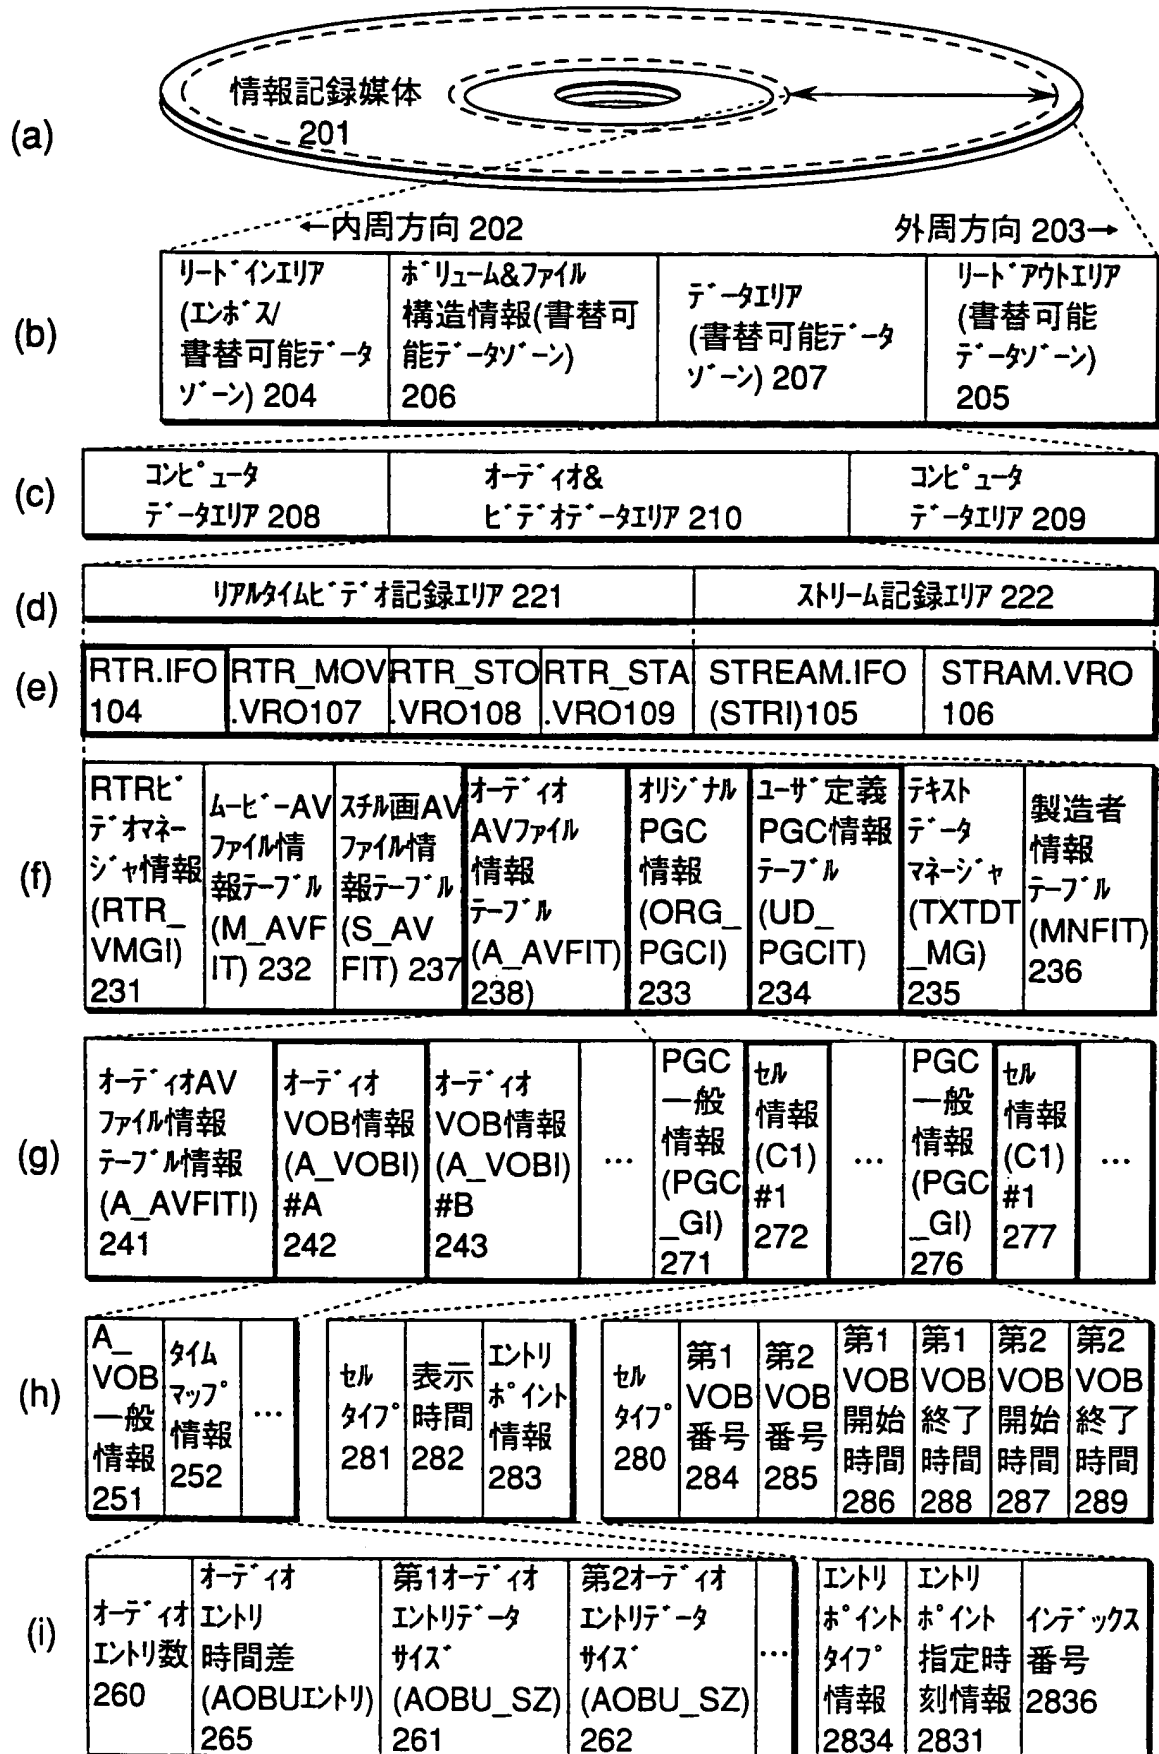 (a)
情報記録媒体
201
←内周方向 202
外周方向 203→
(b)
リードインエリア
(エンボス/
書替可能データ
ゾーン) 204
ボリューム&ファイル
構造情報(書替可
能データゾーン)
206
データエリア
(書替可能データ
ゾーン) 207
リードアウトエリア
(書替可能
データゾーン)
205
(c)
コンピュータ
データエリア 208
オーディオ&
ビデオデータエリア 210
コンピュータ
データエリア 209
(d)
リアルタイムビデオ記録エリア 221
ストリーム記録エリア 222
(e)
RTR.IFO
104
RTR_MOV
.VRO107
RTR_STO
.VRO108
RTR_STA
.VRO109
STREAM.IFO
(STRI)105
STRAM.VRO
106
(f)
RTRビ
デオマネー
ジャ情報
(RTR_
VMGI)
231
ムービーAV
ファイル情
報テーブル
(M_AVF
IT) 232
スチル画AV
ファイル情
報テーブル
(S_AV
FIT) 237
オーディオ
AVファイル
情報
テーブル
(A_AVFIT)
238)
オリジナル
PGC
情報
(ORG_
PGCI)
233
ユーザ定義
PGC情報
テーブル
(UD_
PGCIT)
234
テキスト
データ
マネージャ
(TXTDT
_MG)
235
製造者
情報
テーブル
(MNFIT)
236
(g)
オーディオAV
ファイル情報
テーブル情報
(A_AVFITI)
241
オーディオ
VOB情報
(A_VOBI)
#A
242
オーディオ
VOB情報
(A_VOBI)
#B
243
…
PGC
一般
情報
(PGC
_GI)
271
セル
情報
(C1)
#1
272
…
PGC
一般
情報
(PGC
_GI)
276
セル
情報
(C1)
#1
277
…
(h)
A_
VOB
一般
情報
251
タイム
マップ
情報
252
…
セル
タイプ
281
表示
時間
282
エントリ
ポイント
情報
283
セル
タイプ
280
第1
VOB
番号
284
第2
VOB
番号
285
第1
VOB
開始
時間
286
第1
VOB
終了
時間
288
第2
VOB
開始
時間
287
第2
VOB
終了
時間
289
(i)
オーディオ
エントリ数
260
オーディオ
エントリ
時間差
(AOBUエントリ)
265
第1オーディオ
エントリデータ
サイズ
(AOBU_SZ)
261
第2オーディオ
エントリデータ
サイズ
(AOBU_SZ)
262
…
エントリ
ポイント
タイプ
情報
2834
エントリ
ポイント
指定時
刻情報
2831
インデックス
番号
2836